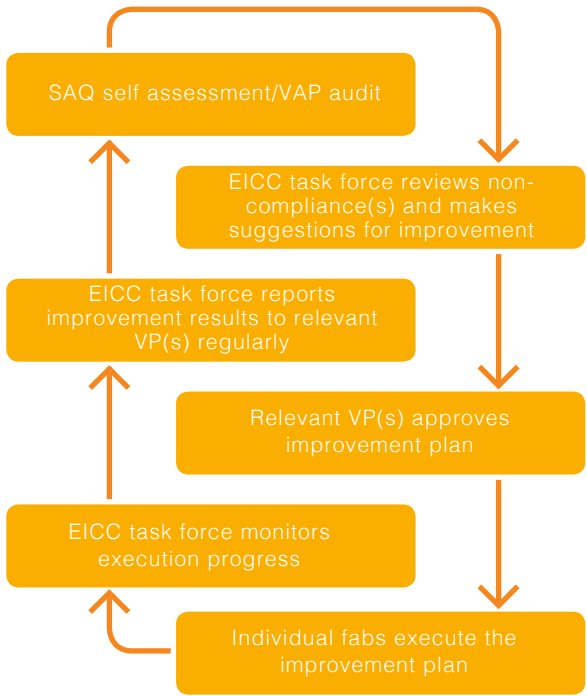 SAQ self assessment/VAP audit
EICC task force reviews non-
compliance(s) and makes
suggestions for improvement
EICC task force reports
improvement results to relevant
VP(s) regularly
Relevant VP(s) approves
improvement plan
EICC task force monitors
execution progress
Individual fabs execute the
improvement plan